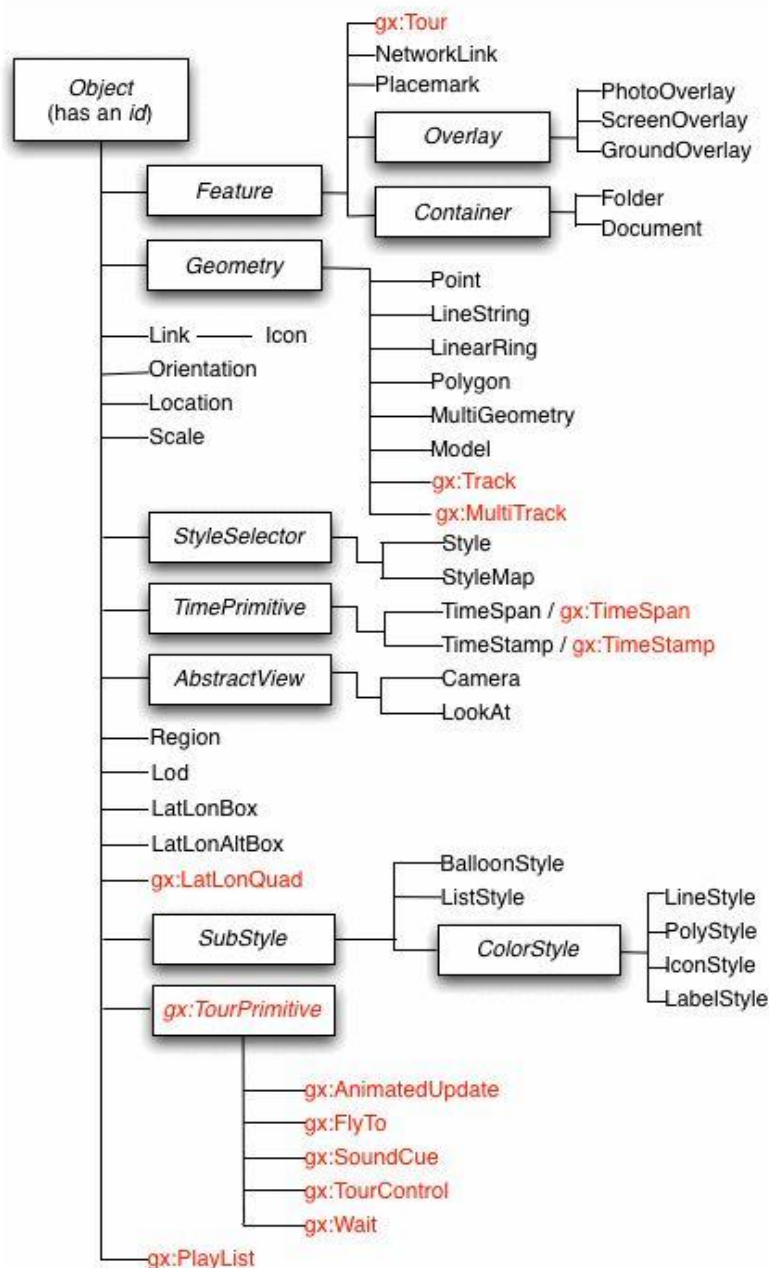 gx:Tour
NetworkLink
Placemark
Object
(has an id)
Overlay
PhotoOverlay
ScreenOverlay
GroundOverlay
Feature
Container
Folder
Document
Geometry
Point
LineString
LinearRing
Polygon
MultiGeometry
Model
gx:Track
gx:MultiTrack
Link
Icon
Orientation
Location
Scale
StyleSelector
Style
StyleMap
TimePrimitive
TimeSpan / gx:TimeSpan
TimeStamp / gx:TimeStamp
AbstractView
Camera
LookAt
Region
Lod
LatLonBox
LatLonAltBox
gx:LatLonQuad
SubStyle
BalloonStyle
ListStyle
ColorStyle
LineStyle
PolyStyle
IconStyle
LabelStyle
gx:TourPrimitive
gx:AnimatedUpdate
gx:FlyTo
gx:SoundCue
gx:TourControl
gx:Wait
gx:PlayList